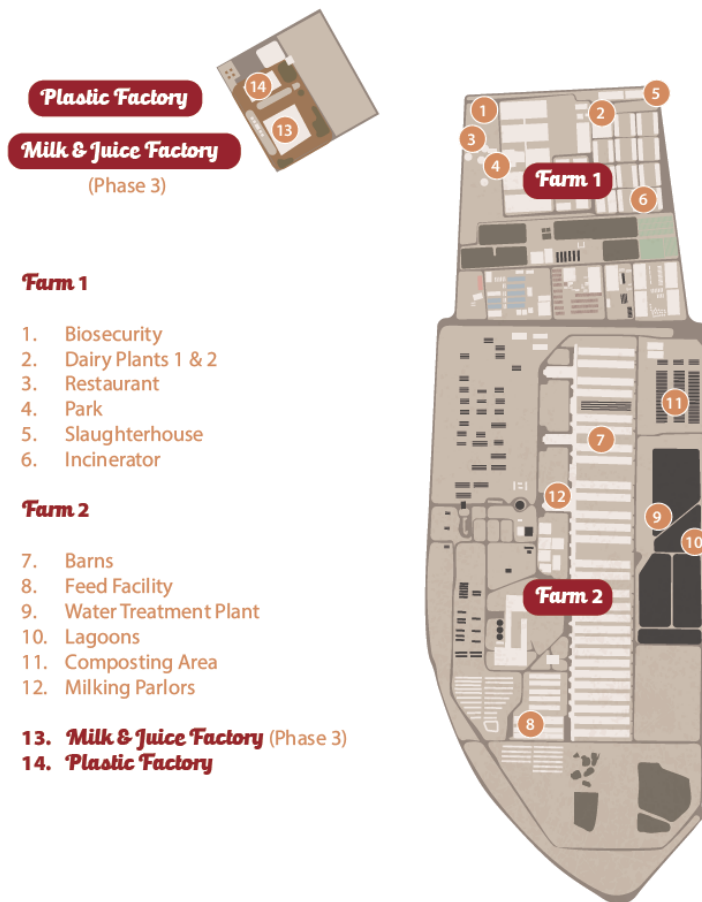 Plastic Factory
Milk & Juice Factory
(Phase 3)
14
13
Farm 1
1. Biosecurity
2. Dairy Plants 1 & 2
3. Restaurant
4. Park
5. Slaughterhouse
6. Incinerator
Farm 2
7. Barns
8. Feed Facility
9. Water Treatment Plant
10. Lagoons
11. Composting Area
12. Milking Parlors
13. Milk & Juice Factory (Phase 3)
14. Plastic Factory
5
1
2
3
4
Farm 1
6
11
7
12
9
10
Farm 2
8